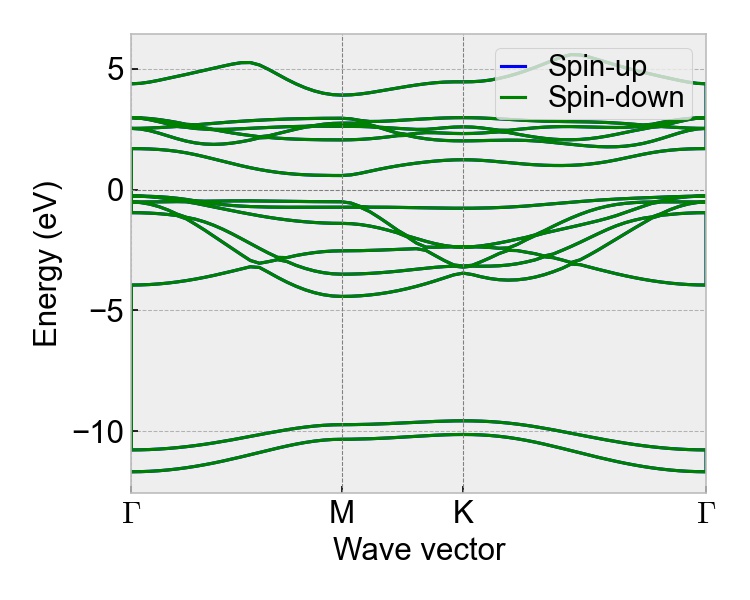 5
0
−5
−10
Energy (eV)
Spin-up
Spin-down
Γ M K Γ
Wave vector